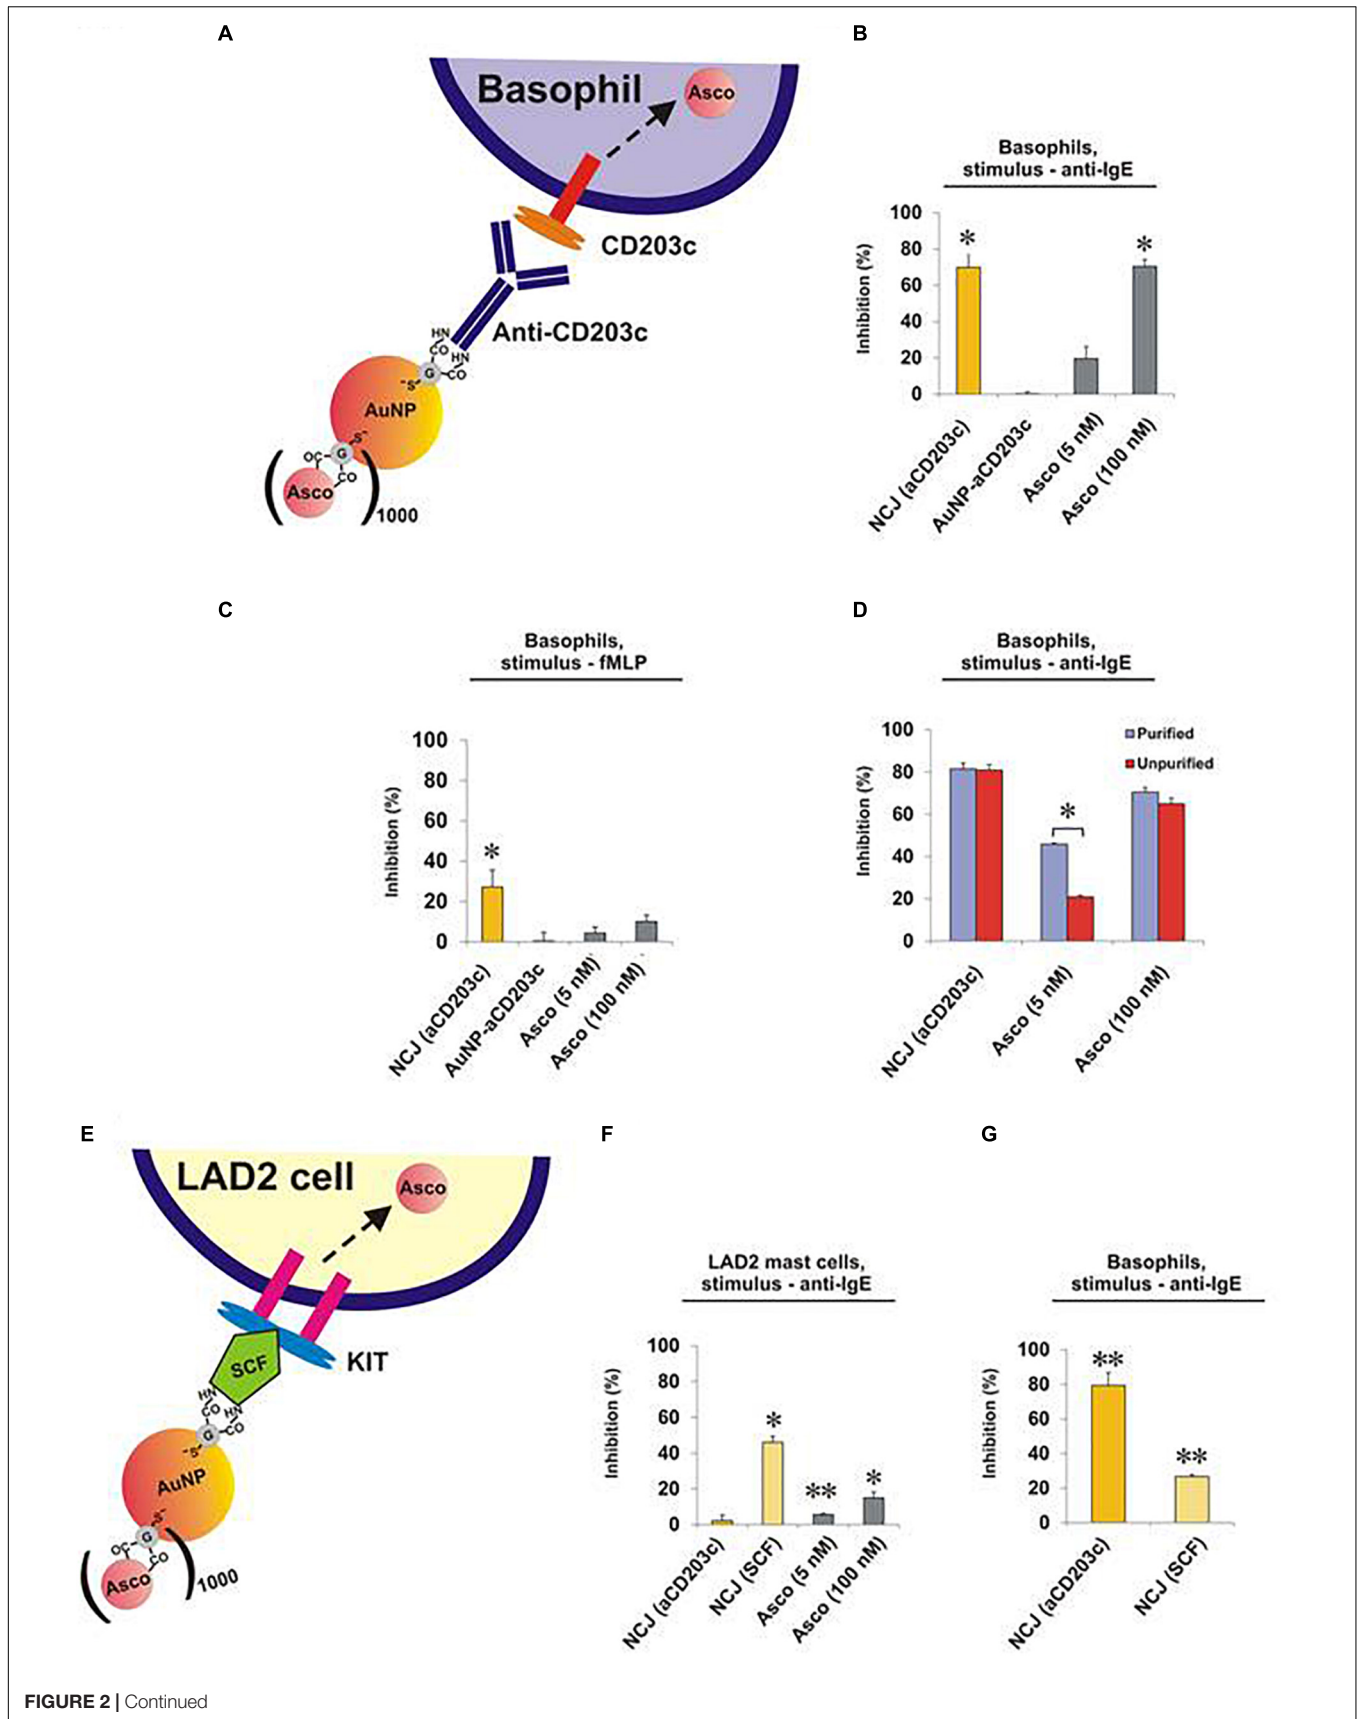 A
Basophil
Asco
CD203c
Anti-CD203c
HN
CO
HN
CO
G
-S
AuNP
S-
OC
G
CO
Asco
1000
B
Basophils,
stimulus - anti-IgE
Inhibition (%)
100
80
60
40
20
0
*
*
NCJ (aCD203c)
AuNP-aCD203c
Asco (5 nM)
Asco (100 nM)
C
Basophils,
stimulus - fMLP
Inhibition (%)
100
80
60
40
20
0
*
NCJ (aCD203c)
AuNP-aCD203c
Asco (5 nM)
Asco (100 nM)
D
Basophils,
stimulus - anti-IgE
Inhibition (%)
100
80
60
40
20
0
Purified
Unpurified
*
NCJ (aCD203c)
Asco (5 nM)
Asco (100 nM)
E
LAD2 cell
Asco
KIT
SCF
HN
CO
HN
CO
G
-S
AuNP
S-
OC
G
CO
Asco
1000
F
LAD2 mast cells,
stimulus - anti-IgE
Inhibition (%)
100
80
60
40
20
0
*
**
*
NCJ (aCD203c)
NCJ (SCF)
Asco (5 nM)
Asco (100 nM)
G
Basophils,
stimulus - anti-IgE
Inhibition (%)
100
80
60
40
20
0
**
**
NCJ (aCD203c)
NCJ (SCF)
FIGURE 2 | Continued